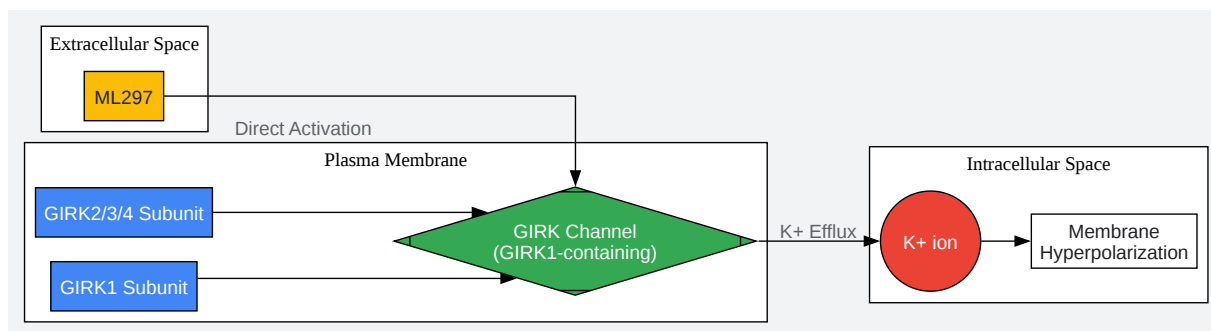 Extracellular Space
ML297
Direct Activation
Plasma Membrane
GIRK2/3/4 Subunit
GIRK1 Subunit
GIRK Channel
(GIRK1-containing)
K+ Efflux
Intracellular Space
K+ ion
Membrane
Hyperpolarization